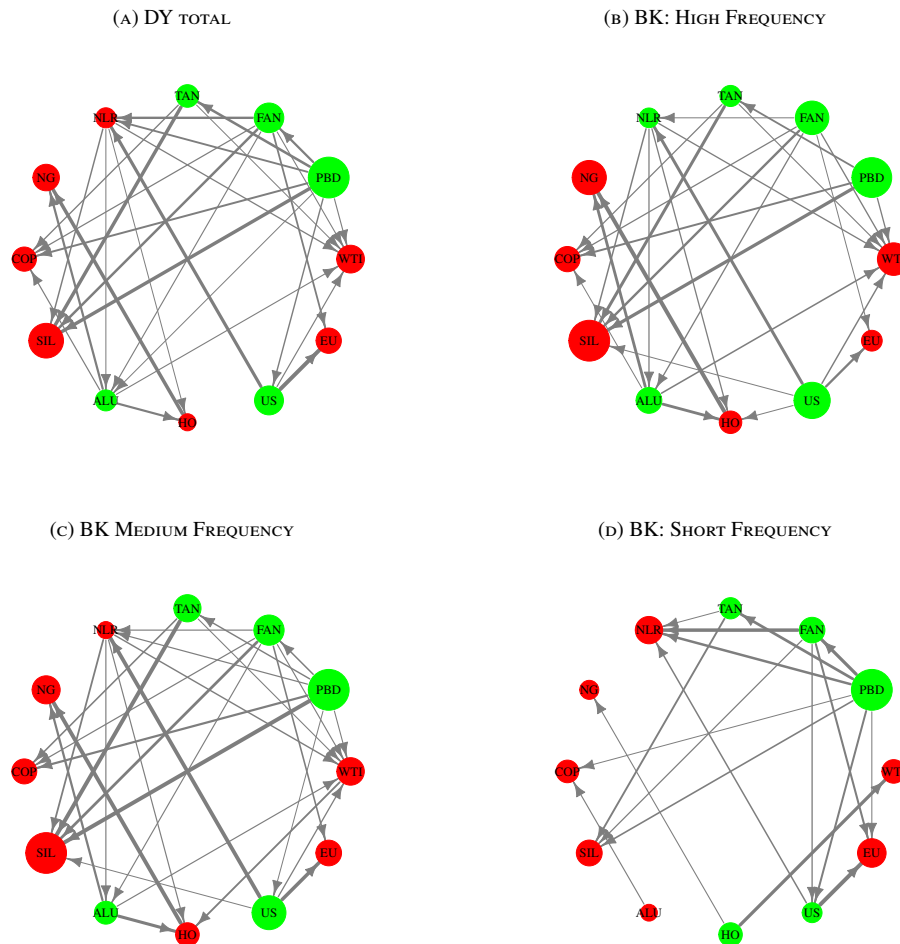 (A) DY TOTAL
(B) BK: HIGH FREQUENCY
TAN
NLR
FAN
NG
PBD
COP
WTI
SIL
EU
ALU
US
HO
TAN
NLR
FAN
NG
PBD
COP
WTI
SIL
EU
ALU
US
HO
(C) BK MEDIUM FREQUENCY
(D) BK: SHORT FREQUENCY
TAN
NLR
FAN
NG
PBD
COP
WTI
SIL
EU
ALU
US
HO
TAN
NLR
FAN
NG
PBD
COP
WTI
SIL
EU
ALU
US
HO